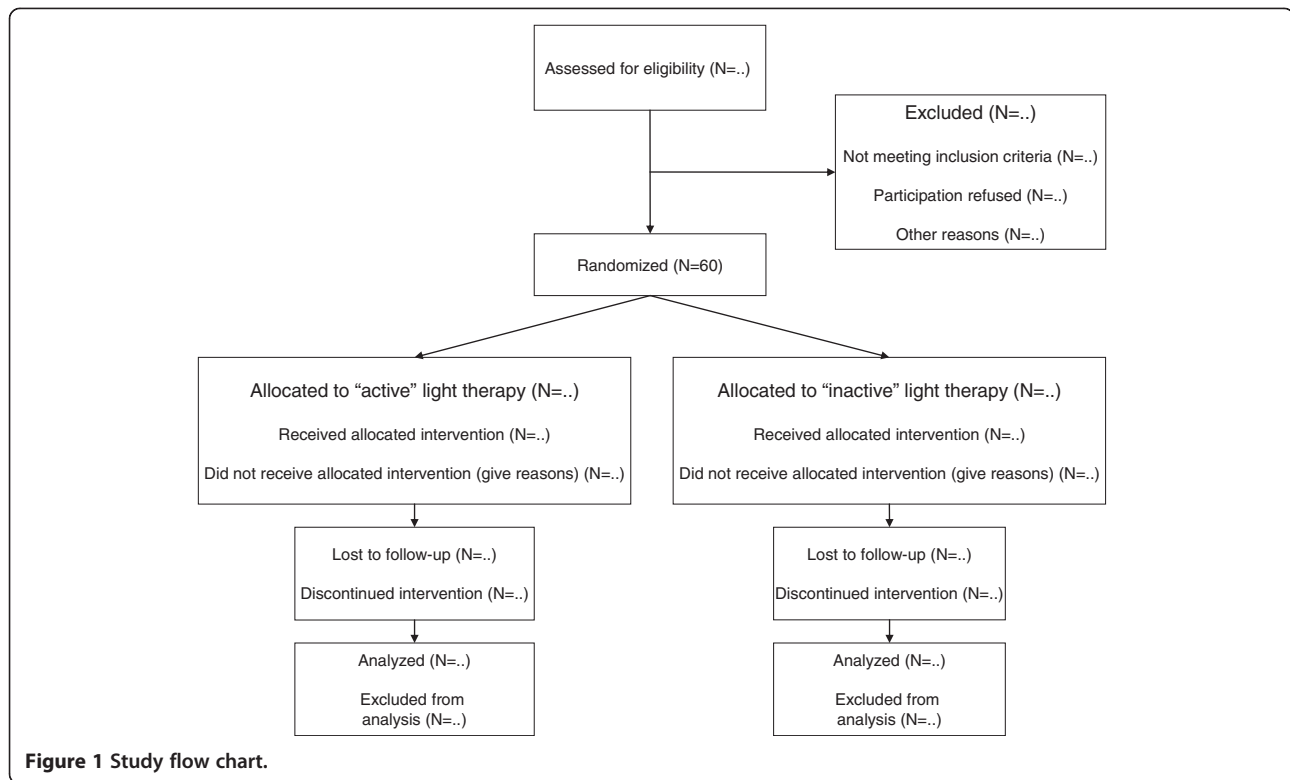 Assessed for eligibility (N=..)
Excluded (N=..)
Not meeting inclusion criteria (N=..)
Participation refused (N=..)
Other reasons (N=..)
Randomized (N=60)
Allocated to “active” light therapy (N=..)
Received allocated intervention (N=..)
Did not receive allocated intervention (give reasons) (N=..)
Allocated to “inactive” light therapy (N=..)
Received allocated intervention (N=..)
Did not receive allocated intervention (give reasons) (N=..)
Lost to follow-up (N=..)
Discontinued intervention (N=..)
Lost to follow-up (N=..)
Discontinued intervention (N=..)
Analyzed (N=..)
Excluded from
analysis (N=..)
Analyzed (N=..)
Excluded from
analysis (N=..)
Figure 1 Study flow chart.